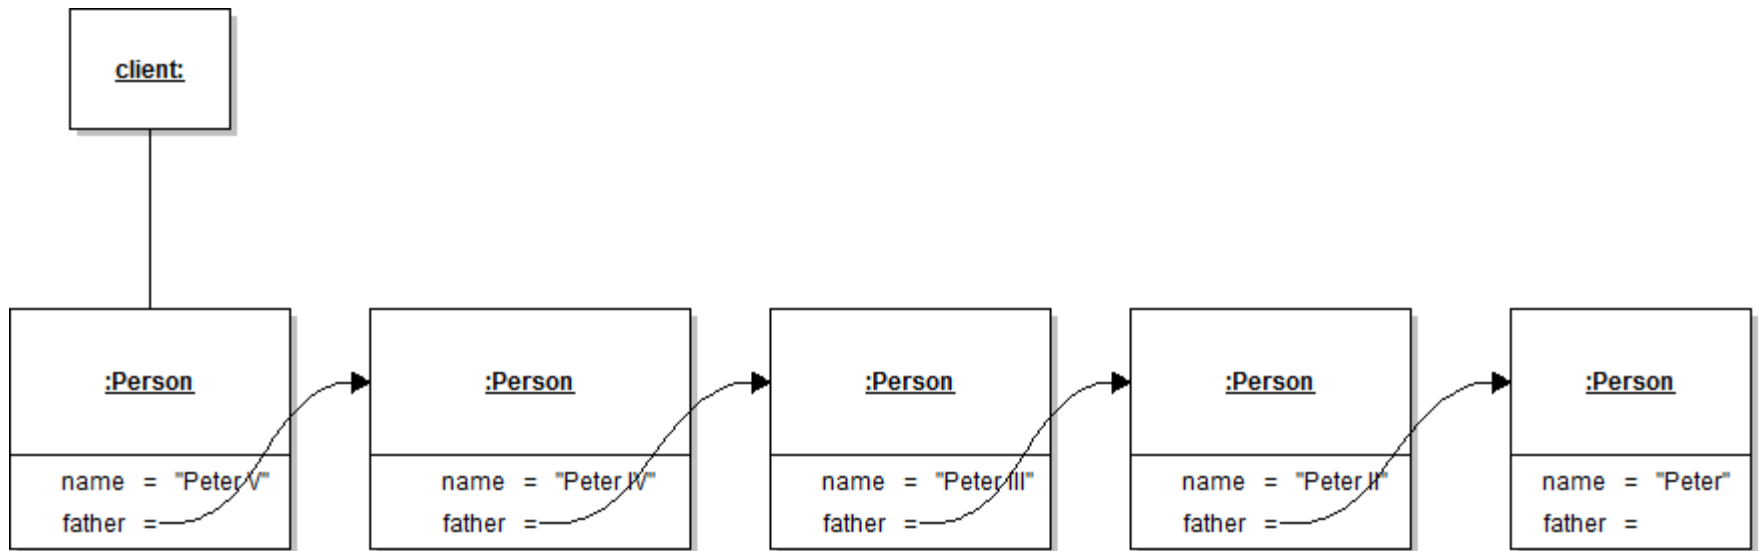 client:
:Person
name = "Peter V"
father =
:Person
name = "Peter IV"
father =
:Person
name = "Peter III"
father =
:Person
name = "Peter II"
father =
:Person
name = "Peter"
father =